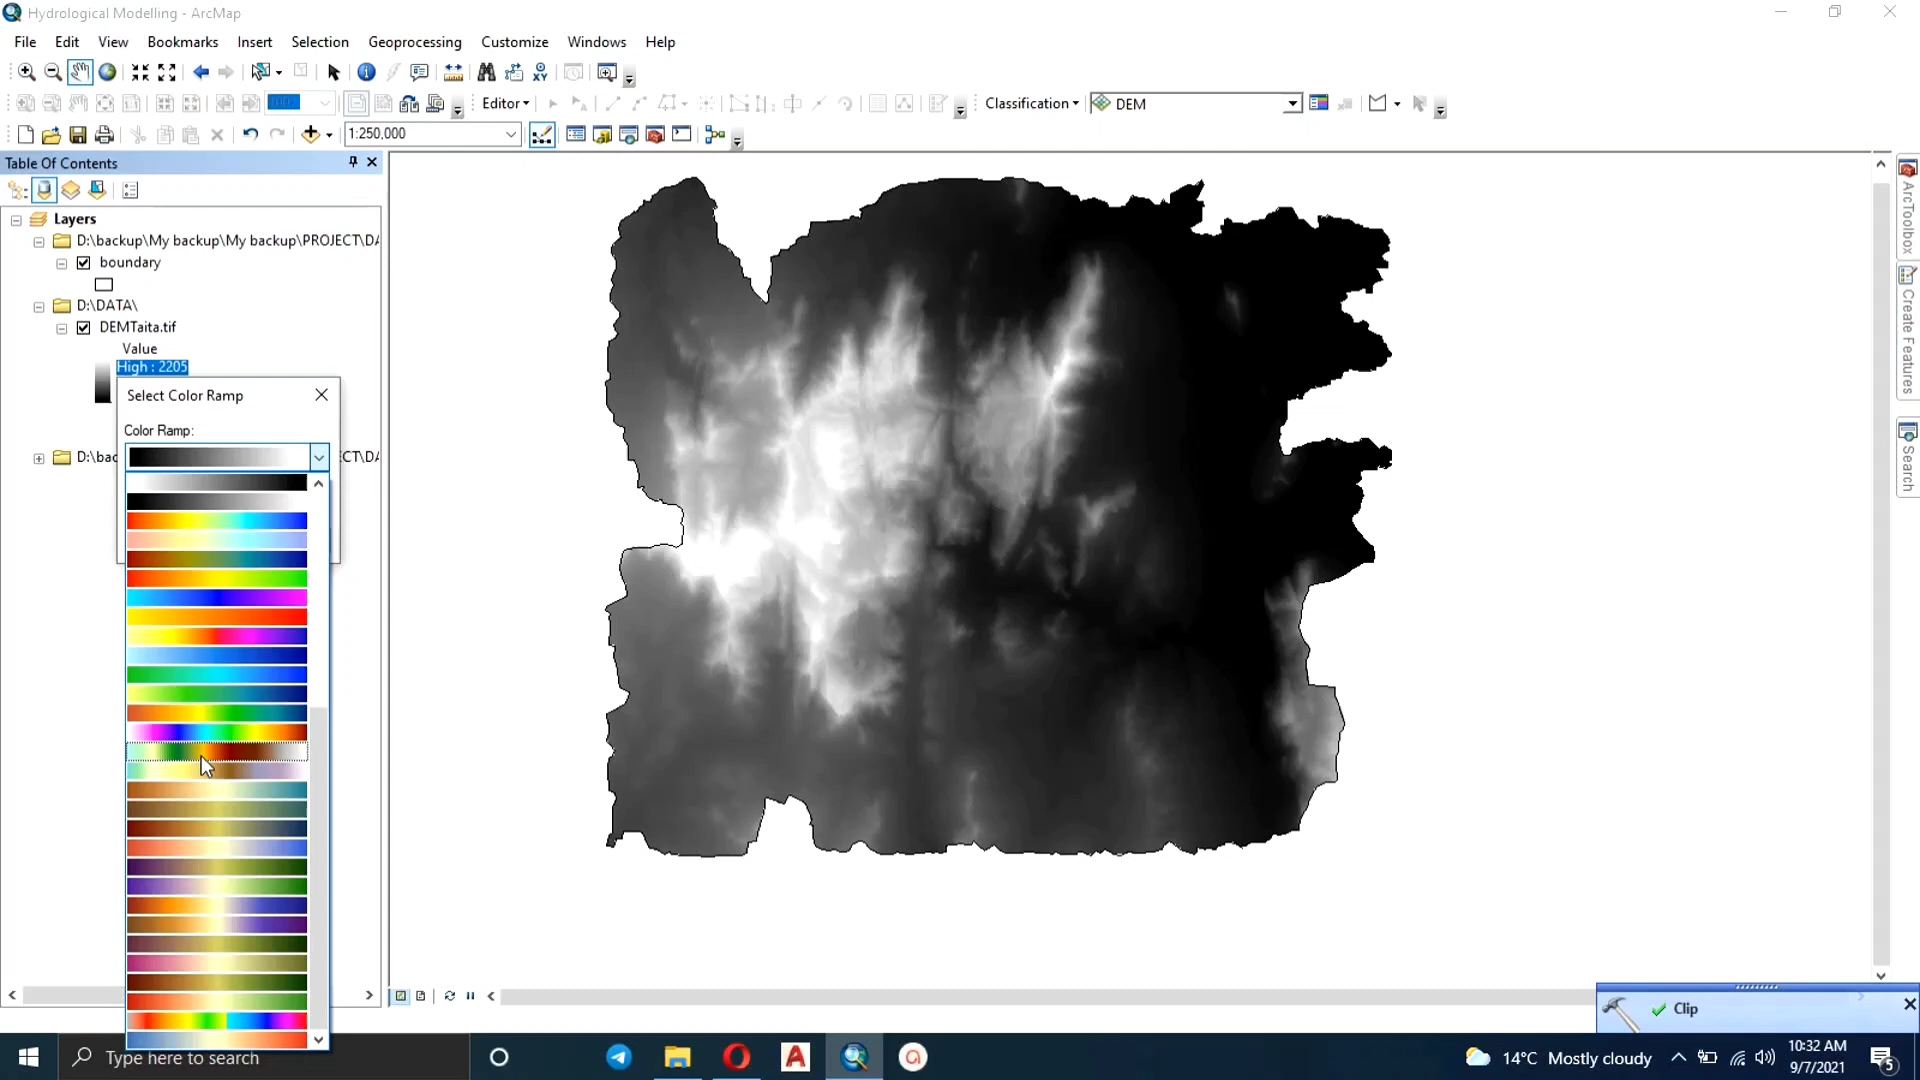 Hydrological Modelling - ArcMap
File Edit View Bookmarks Insert Selection Geoprocessing Customize Windows Help
Editor Classification DEM
1:250,000
Table Of Contents
Layers
D:\backup\My backup\My backup\PROJECT\DA
boundary
D:\DATA\
DEMTaita.tif
Value
High : 2205
Select Color Ramp
Color Ramp:
D:\bac
CT\DA
ArcToolbox
Create Features
Search
Clip
Type here to search
14°C Mostly cloudy
10:32 AM
9/7/2021
5